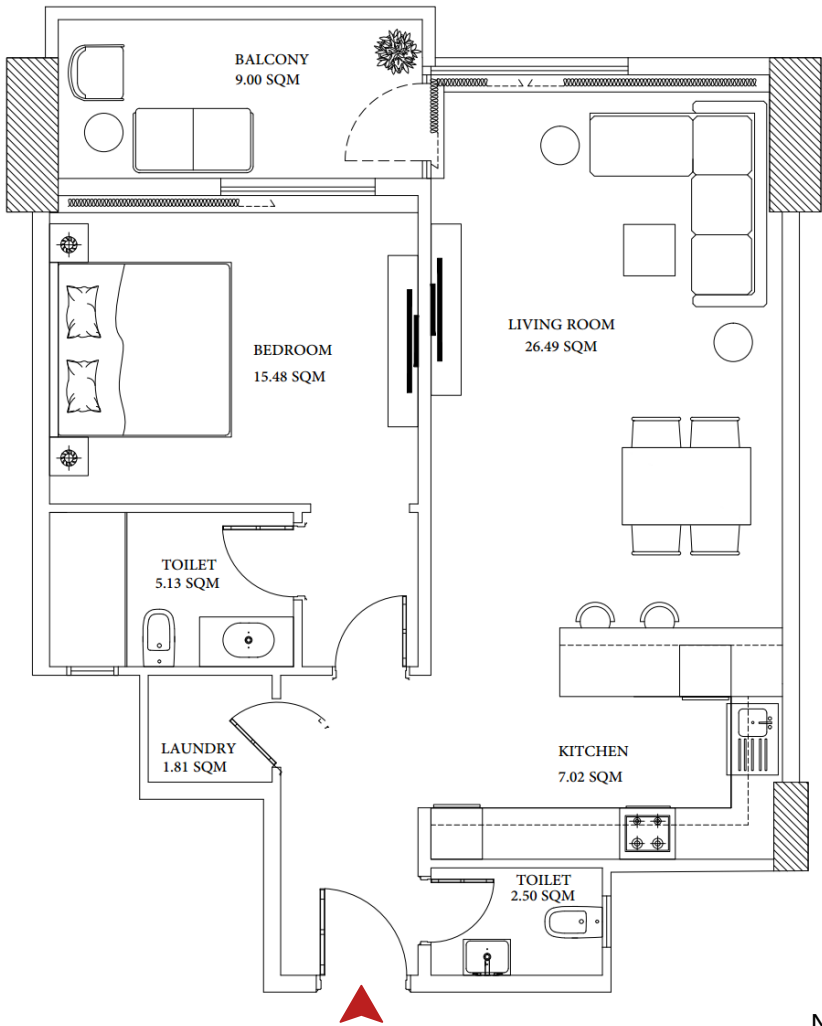 BALCONY
9.00 SQM
LIVING ROOM
26.49 SQM
BEDROOM
15.48 SQM
TOILET
5.13 SQM
LAUNDRY
1.81 SQM
KITCHEN
7.02 SQM
TOILET
2.50 SQM
N